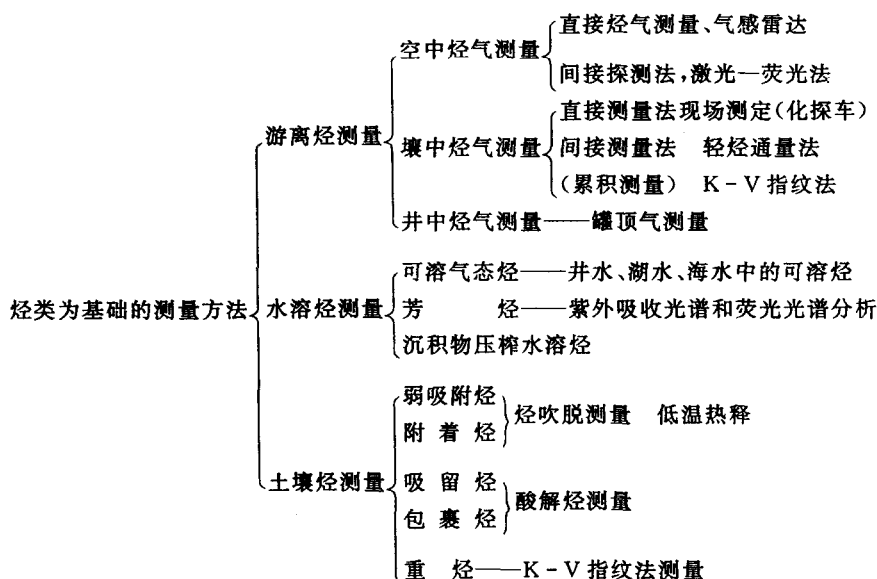 直接烃气测量、气感雷达
空中烃气测量
间接探测法,激光—荧光法
直接测量法现场测定(化探车)
游离烃测量
壤中烃气测量 间接测量法 轻烃通量法
(累积测量) K-V指纹法
井中烃气测量——罐顶气测量
可溶气态烃——井水、湖水、海水中的可溶烃
烃类为基础的测量方法 水溶烃测量 芳 烃——紫外吸收光谱和荧光光谱分析
沉积物压榨水溶烃
弱吸附烃
烃吹脱测量 低温热释
附着烃
土壤烃测量 吸留烃
酸解烃测量
包裹烃
重 烃——K-V指纹法测量